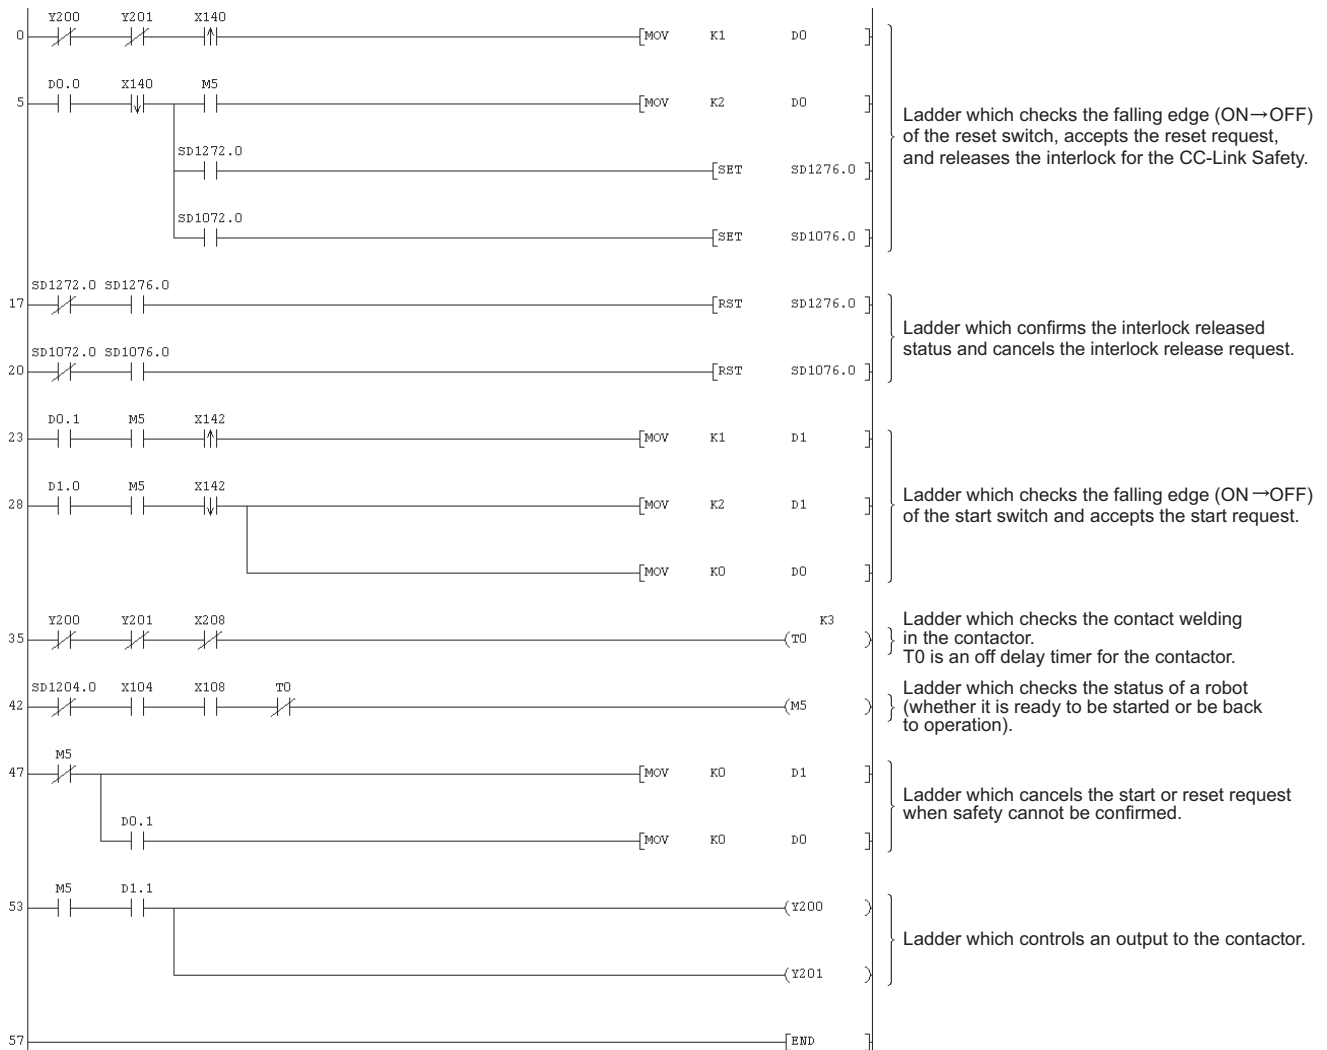 Y200 Y201 X140
0 MOV K1 D0
D0.0 X140 M5
5 MOV K2 D0
SD1272.0
SET SD1276.0
SD1072.0
SET SD1076.0
Ladder which checks the falling edge (ON→OFF)
of the reset switch, accepts the reset request,
and releases the interlock for the CC-Link Safety.
SD1272.0 SD1276.0
17 RST SD1276.0
SD1072.0 SD1076.0
20 RST SD1076.0
Ladder which confirms the interlock released
status and cancels the interlock release request.
D0.1 M5 X142
23 MOV K1 D1
D1.0 M5 X142
28 MOV K2 D1
MOV K0 D0
Ladder which checks the falling edge (ON→OFF)
of the start switch and accepts the start request.
Y200 Y201 X208 K3
35 T0
Ladder which checks the contact welding
in the contactor.
T0 is an off delay timer for the contactor.
SD1204.0 X104 X108 T0
42 M5
Ladder which checks the status of a robot
(whether it is ready to be started or be back
to operation).
M5
47 MOV K0 D1
D0.1
MOV K0 D0
Ladder which cancels the start or reset request
when safety cannot be confirmed.
M5 D1.1
53 Y200
Y201
Ladder which controls an output to the contactor.
57 END